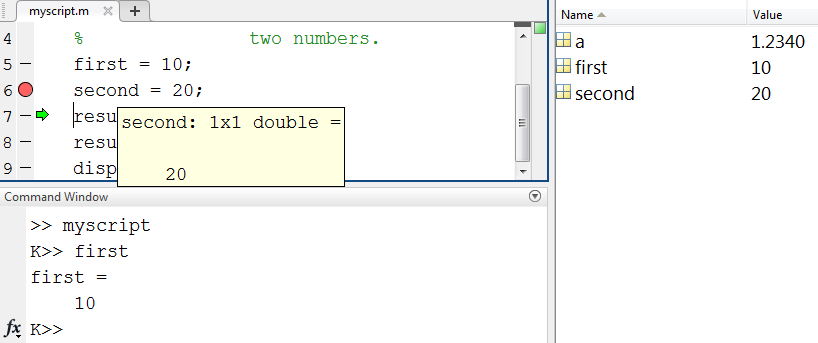 myscript.m
4 % two numbers.
5 first = 10;
6 second = 20;
7 resu
8 resu
9 disp
second: 1x1 double =
20
Command Window
>> myscript
K>> first
first =
10
fx K>>
Name Value
a 1.2340
first 10
second 20